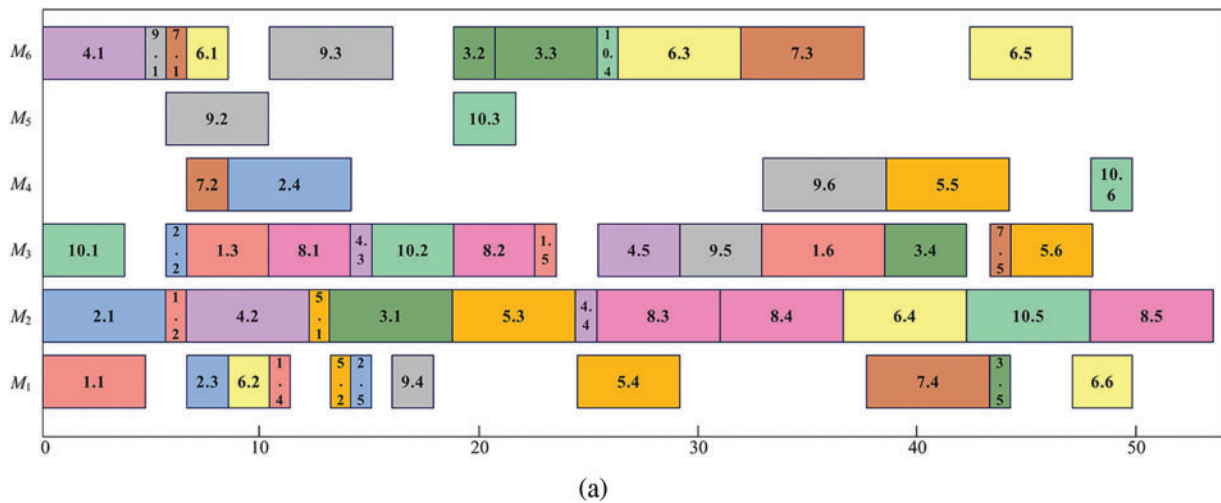 M6 4.1 9.1 7.1 6.1 9.3 3.2 3.3 10.4 6.3 7.3 6.5
M5 9.2 10.3
M4 7.2 2.4 9.6 5.5 10.6
M3 10.1 2.2 1.3 8.1 4.3 10.2 8.2 1.5 4.5 9.5 1.6 3.4 7.5 5.6
M2 2.1 1.2 4.2 5.1 3.1 5.3 4.4 8.3 8.4 6.4 10.5 8.5
M1 1.1 2.3 6.2 1.4 5.2 2.5 9.4 5.4 7.4 3.5 6.6
0 10 20 30 40 50
(a)